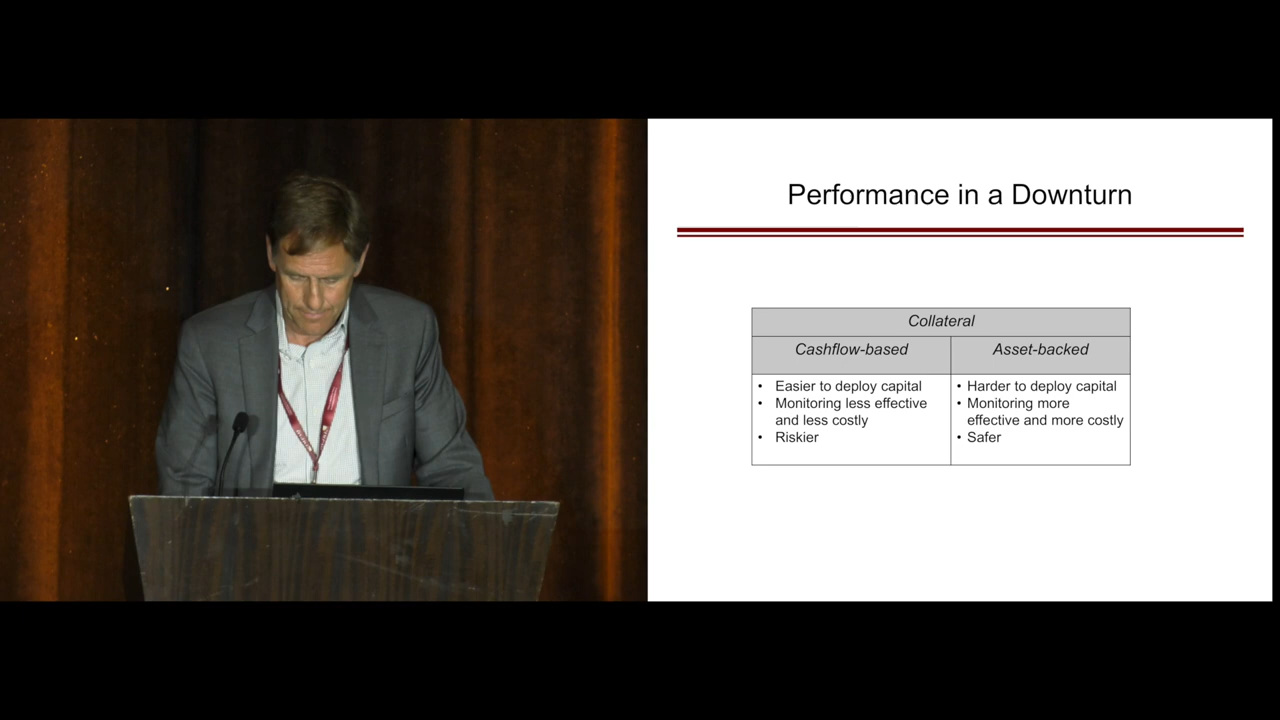 Performance in a Downturn
Collateral
Cashflow-based
Asset-backed
• Easier to deploy capital
• Monitoring less effective
and less costly
• Riskier
• Harder to deploy capital
• Monitoring more
effective and more costly
• Safer